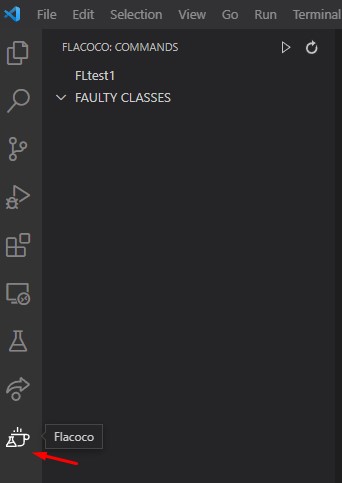 File Edit Selection View Go Run Terminal
FLACOCO: COMMANDS
FLtest1
FAULTY CLASSES
Flacoco